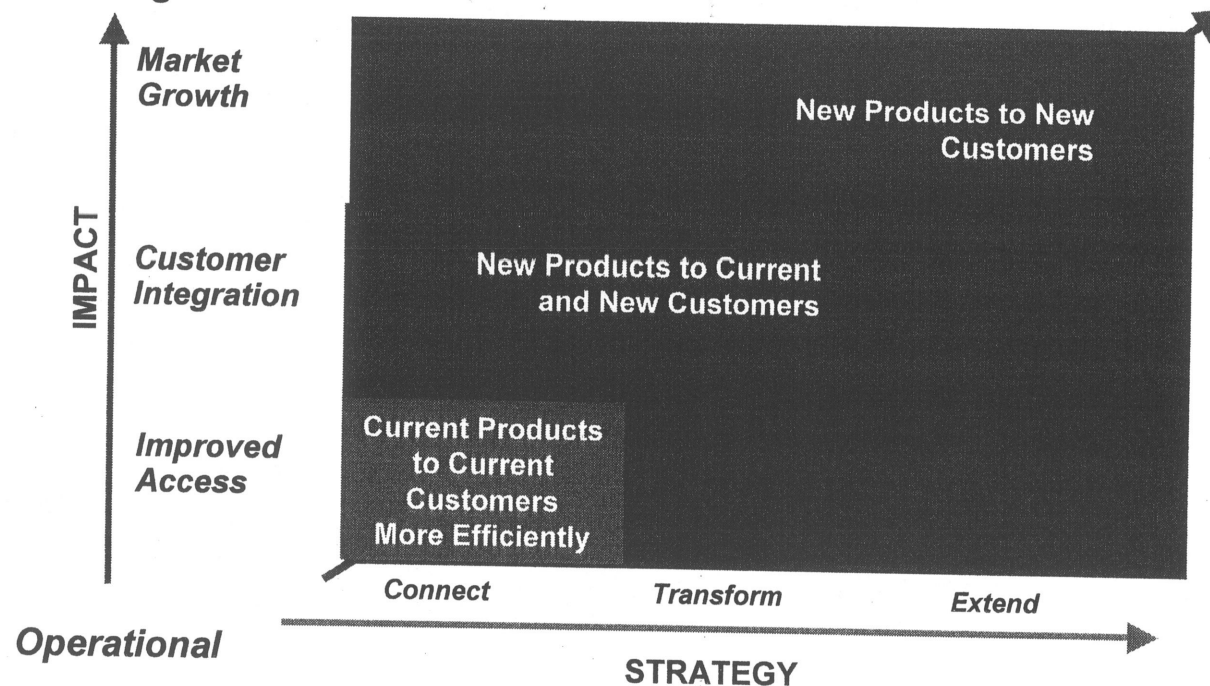 Market
Growth
New Products to New
Customers
IMPACT
Customer
Integration
New Products to Current
and New Customers
Improved
Access
Current Products
to Current
Customers
More Efficiently
Connect
Transform
Extend
Operational
STRATEGY